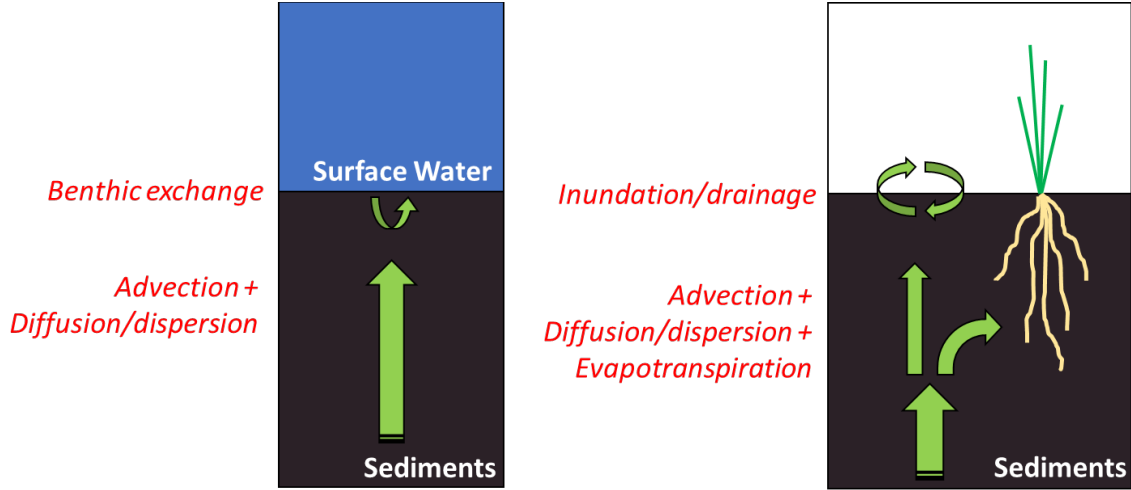 Surface Water
Benthic exchange
Advection +
Diffusion/dispersion
Sediments
Inundation/drainage
Advection +
Diffusion/dispersion +
Evapotranspiration
Sediments